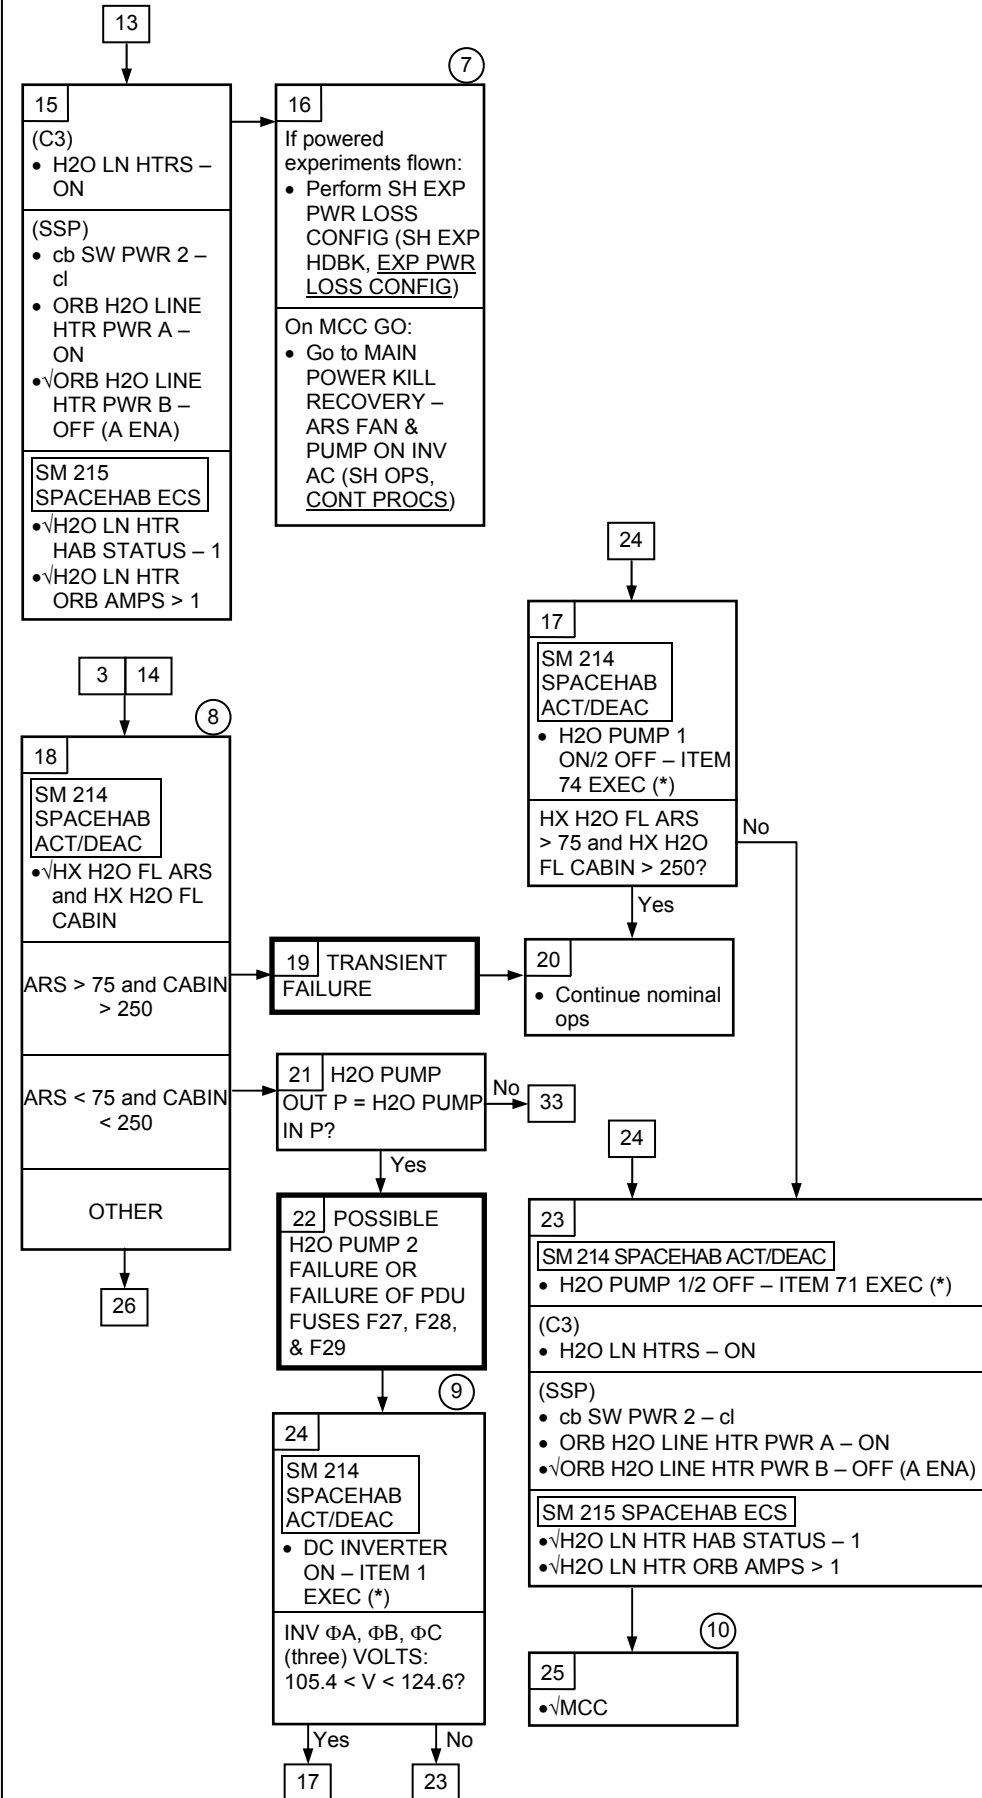 13
15
(C3)
• H2O LN HTRS –
ON
(SSP)
• cb SW PWR 2 –
cl
• ORB H2O LINE
HTR PWR A –
ON
•√ORB H2O LINE
HTR PWR B –
OFF (A ENA)
SM 215
SPACEHAB ECS
•√H2O LN HTR
HAB STATUS – 1
•√H2O LN HTR
ORB AMPS > 1
7
16
If powered
experiments flown:
• Perform SH EXP
PWR LOSS
CONFIG (SH EXP
HDBK, EXP PWR
LOSS CONFIG)
On MCC GO:
• Go to MAIN
POWER KILL
RECOVERY –
ARS FAN &
PUMP ON INV
AC (SH OPS,
CONT PROCS)
24
17
SM 214
SPACEHAB
ACT/DEAC
• H2O PUMP 1
ON/2 OFF – ITEM
74 EXEC (*)
HX H2O FL ARS
> 75 and HX H2O
FL CABIN > 250?
No
Yes
3 14
8
18
SM 214
SPACEHAB
ACT/DEAC
•√HX H2O FL ARS
and HX H2O FL
CABIN
ARS > 75 and CABIN
> 250
ARS < 75 and CABIN
< 250
OTHER
26
19 TRANSIENT
FAILURE
20
• Continue nominal
ops
21 H2O PUMP
OUT P = H2O PUMP
IN P?
No
33
Yes
22 POSSIBLE
H2O PUMP 2
FAILURE OR
FAILURE OF PDU
FUSES F27, F28,
& F29
9
24
SM 214
SPACEHAB
ACT/DEAC
• DC INVERTER
ON – ITEM 1
EXEC (*)
INV ΦA, ΦB, ΦC
(three) VOLTS:
105.4 < V < 124.6?
Yes
No
17
23
24
23
SM 214 SPACEHAB ACT/DEAC
• H2O PUMP 1/2 OFF – ITEM 71 EXEC (*)
(C3)
• H2O LN HTRS – ON
(SSP)
• cb SW PWR 2 – cl
• ORB H2O LINE HTR PWR A – ON
•√ORB H2O LINE HTR PWR B – OFF (A ENA)
SM 215 SPACEHAB ECS
•√H2O LN HTR HAB STATUS – 1
•√H2O LN HTR ORB AMPS > 1
10
25
•√MCC